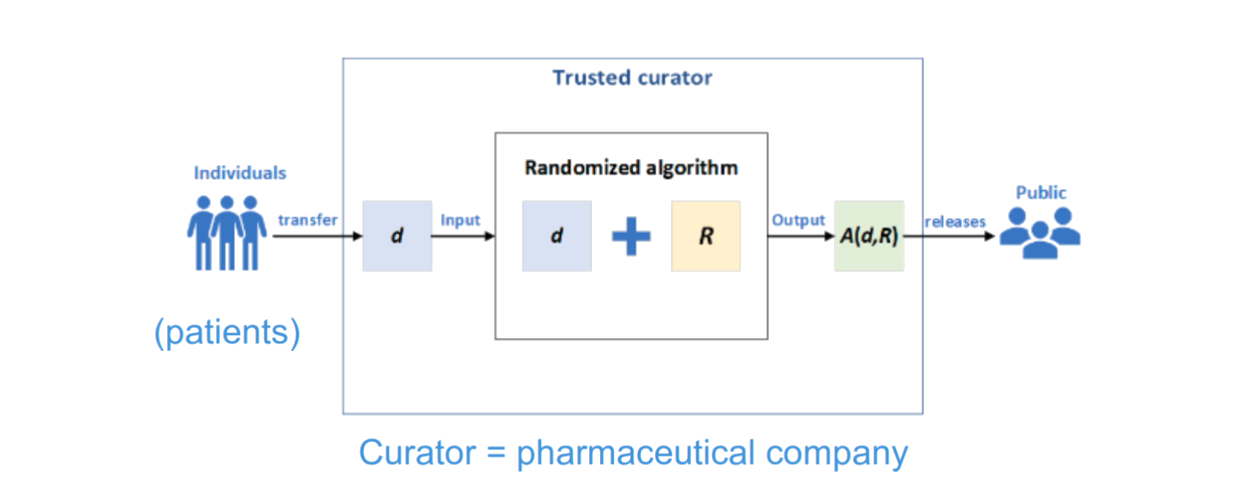 Trusted curator
Randomized algorithm
Individuals
Public
transfer
d
Input
d
R
Output
A(d,R)
releases
(patients)
Curator = pharmaceutical company